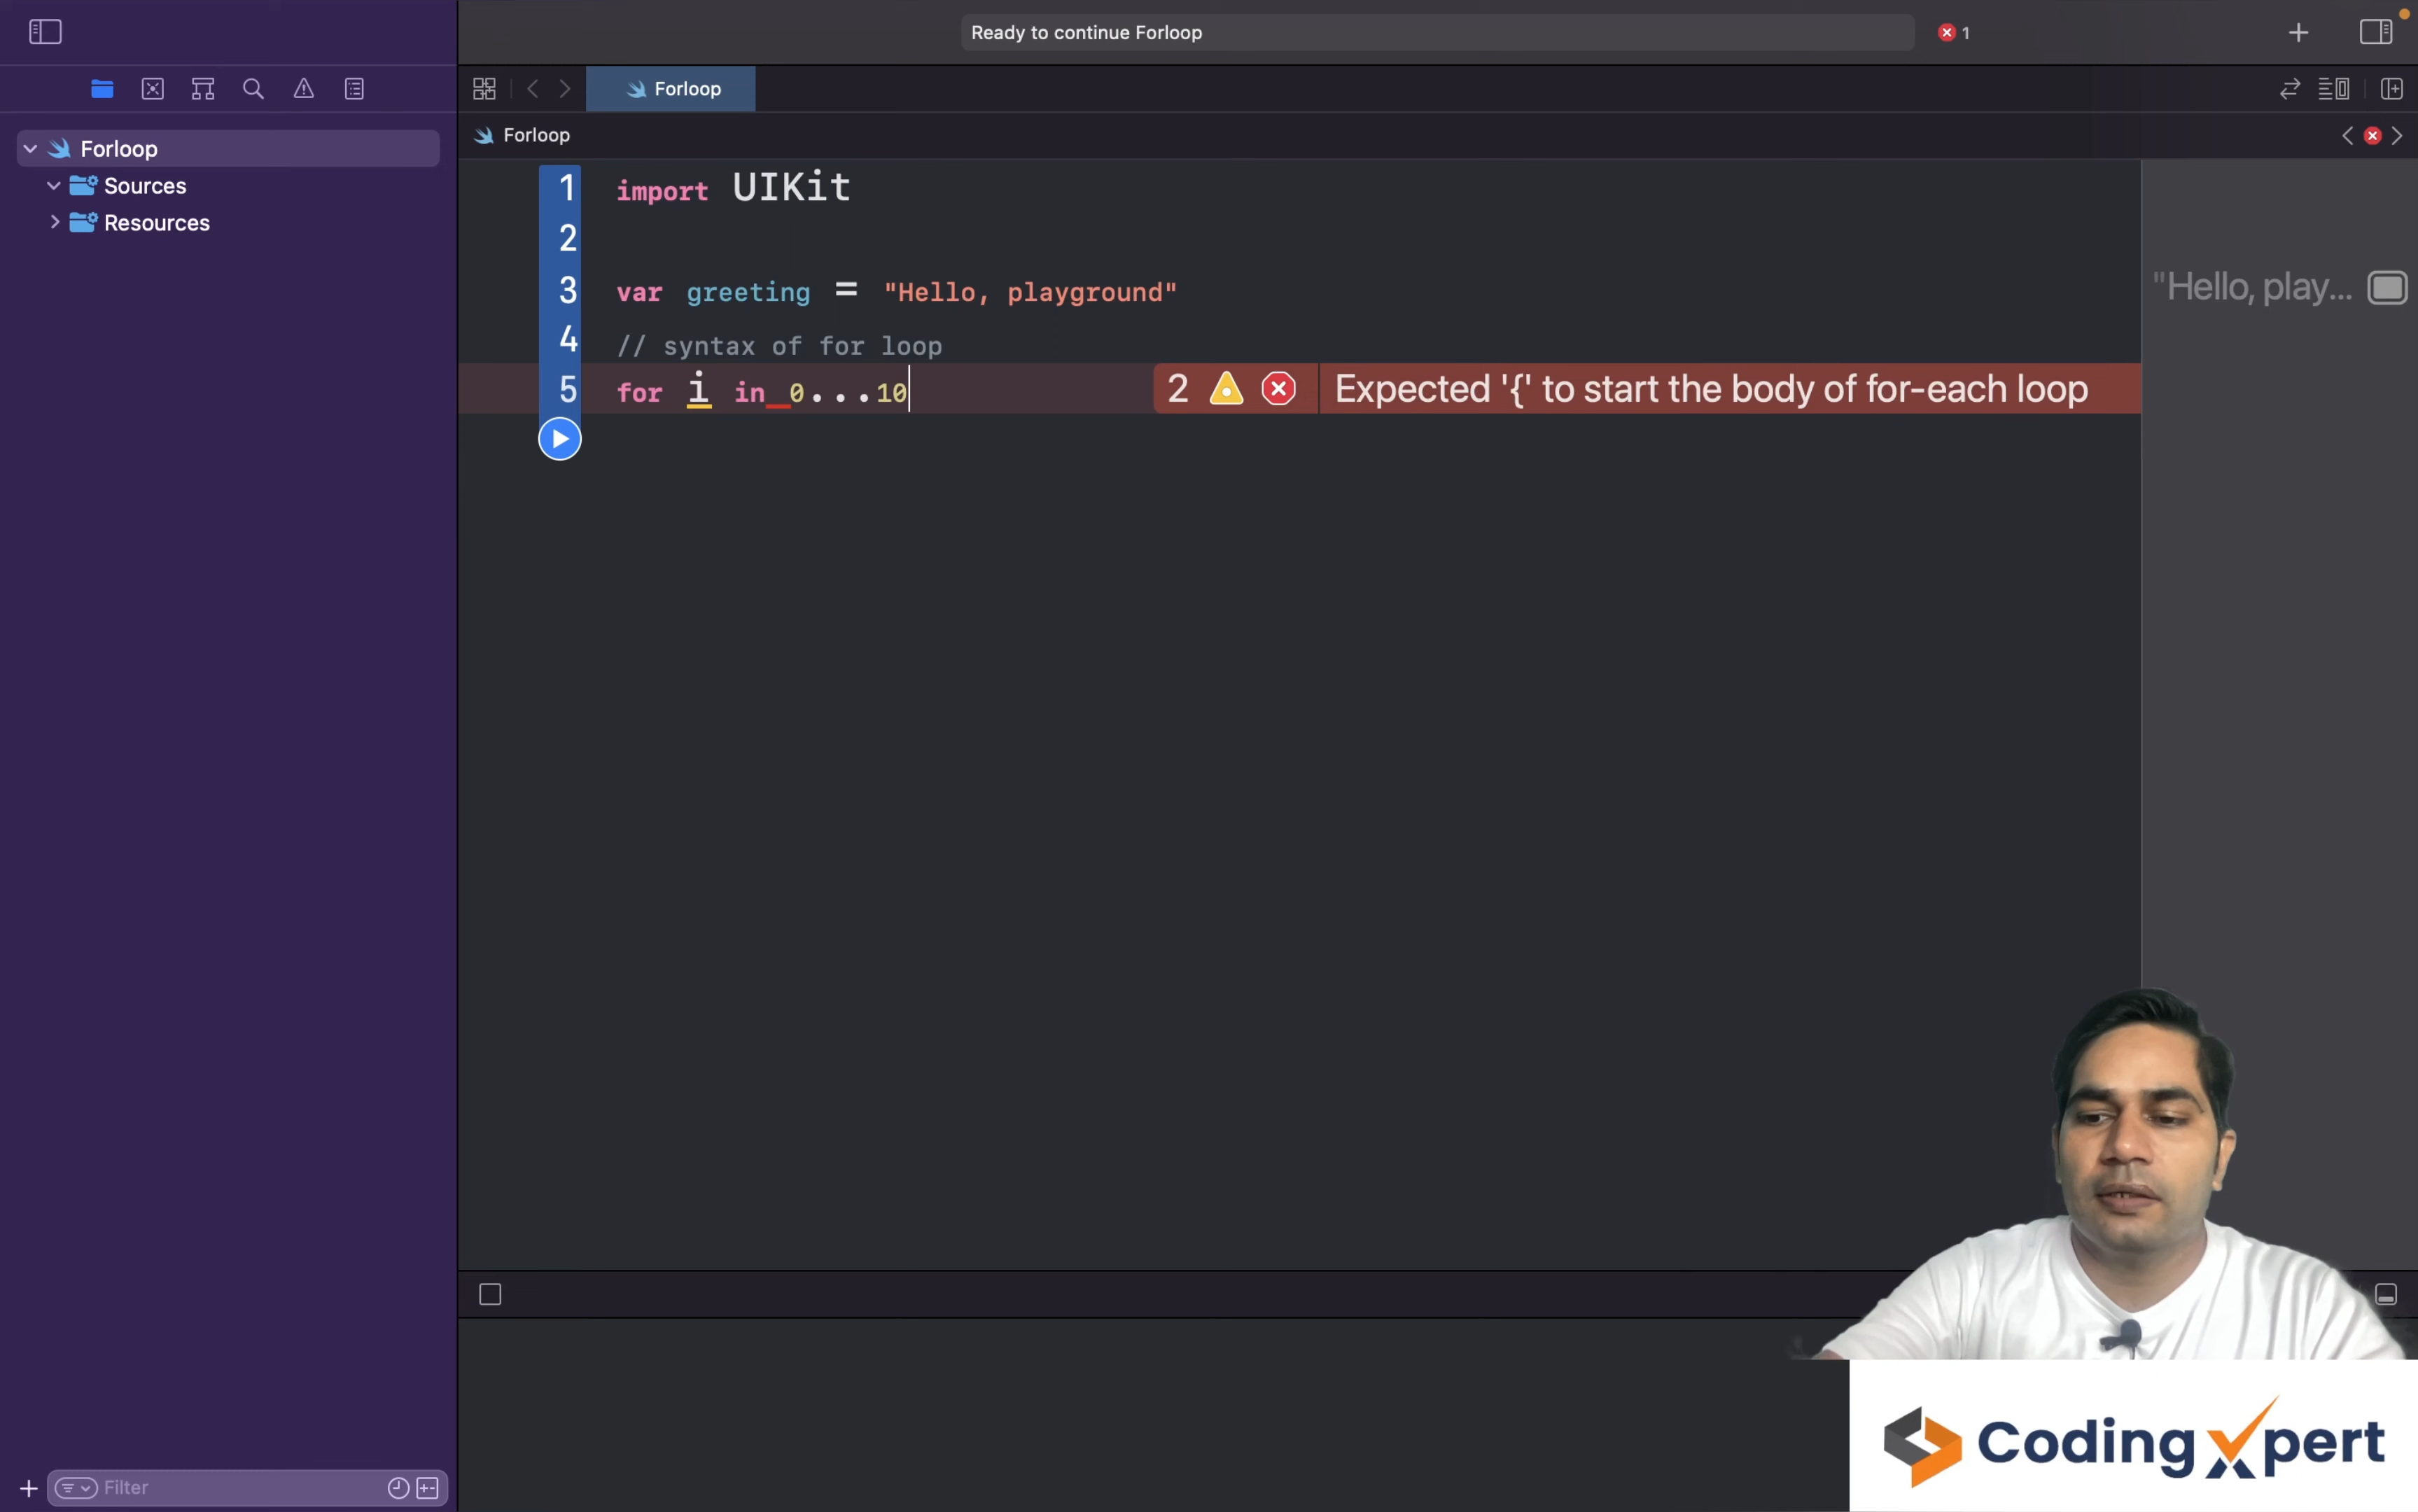 Ready to continue Forloop
1
Forloop
Forloop
Sources
Resources
Forloop
1 import UIKit
2
3 var greeting = "Hello, playground"
"Hello, play...
4 // syntax of for loop
5 for i in 0...10
2 Expected '{' to start the body of for-each loop
Filter
CodingXpert